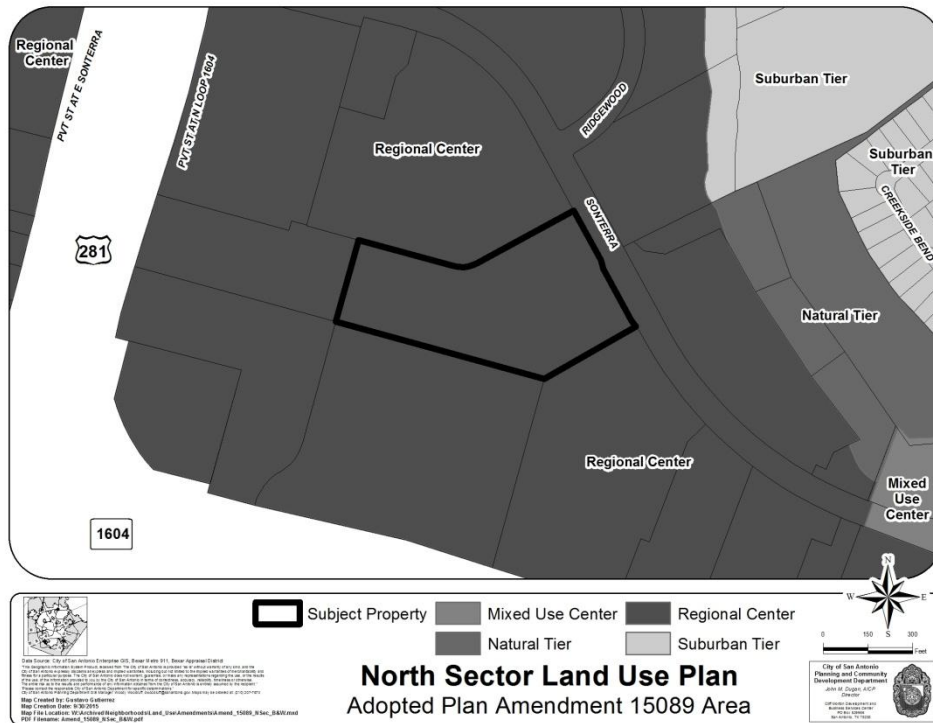 Regional
Center
PVT ST AT E SONTERRA
PVT ST AT N LOOP 1604
Regional Center
RIDGEWOOD
Suburban Tier
Suburban
Tier
CREEKSIDE BEND
SONTERRA
281
Natural Tier
Regional Center
Mixed
Use
Center
1604
N
W E
S
Subject Property
Mixed Use Center
Regional Center
Natural Tier
Suburban Tier
0 150 300
Feet
Data Source: City of San Antonio Enterprise GIS, Bexar Metro 911, Bexar Appraisal District
Map Created by: Gustavo Gutierrez
Map Creation Date: 9/30/2015
PDF Filename: Amend_15089_NSec_B&W.pdf
North Sector Land Use Plan
Adopted Plan Amendment 15089 Area
City of San Antonio
Planning and Community
Development Department
John M. Dugan, AICP
Director
San Antonio, TX 78283